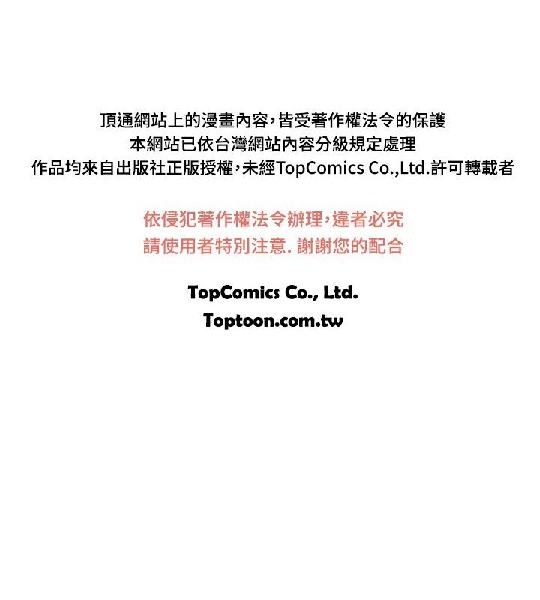 頂通網站上的漫畫內容,皆受著作權法令的保護
本網站已依台灣網站內容分級規定處理
作品均來自出版社正版授權,未經TopComics Co.,Ltd.許可轉載者
依侵犯著作權法令辦理,違者必究
請使用者特別注意. 謝謝您的配合
TopComics Co., Ltd.
Toptoon.com.tw